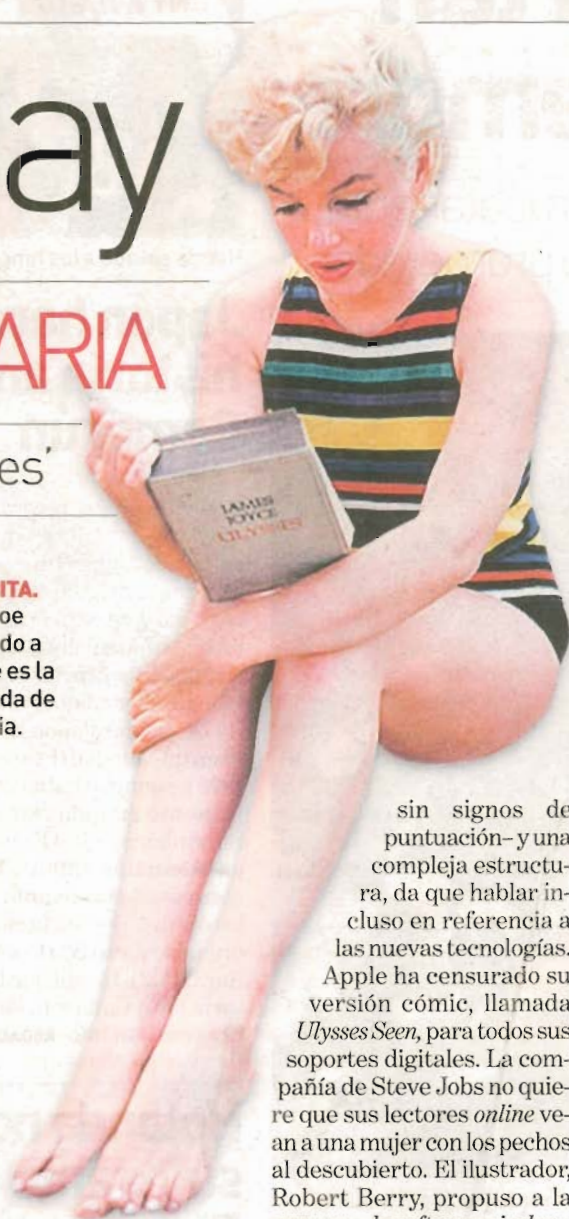 ay
ARIA
es'
ITA.
oe
do a
e es la
da de
ia.
JAMES
JOYCE
ULYSSES
sin signos de
puntuación– y una
compleja estructu-
ra, da que hablar in-
cluso en referencia a
las nuevas tecnologías.
Apple ha censurado su
versión cómic, llamada
Ulysses Seen, para todos sus
soportes digitales. La com-
pañía de Steve Jobs no quie-
re que sus lectores online ve-
an a una mujer con los pechos
al descubierto. El ilustrador,
Robert Berry, propuso a la